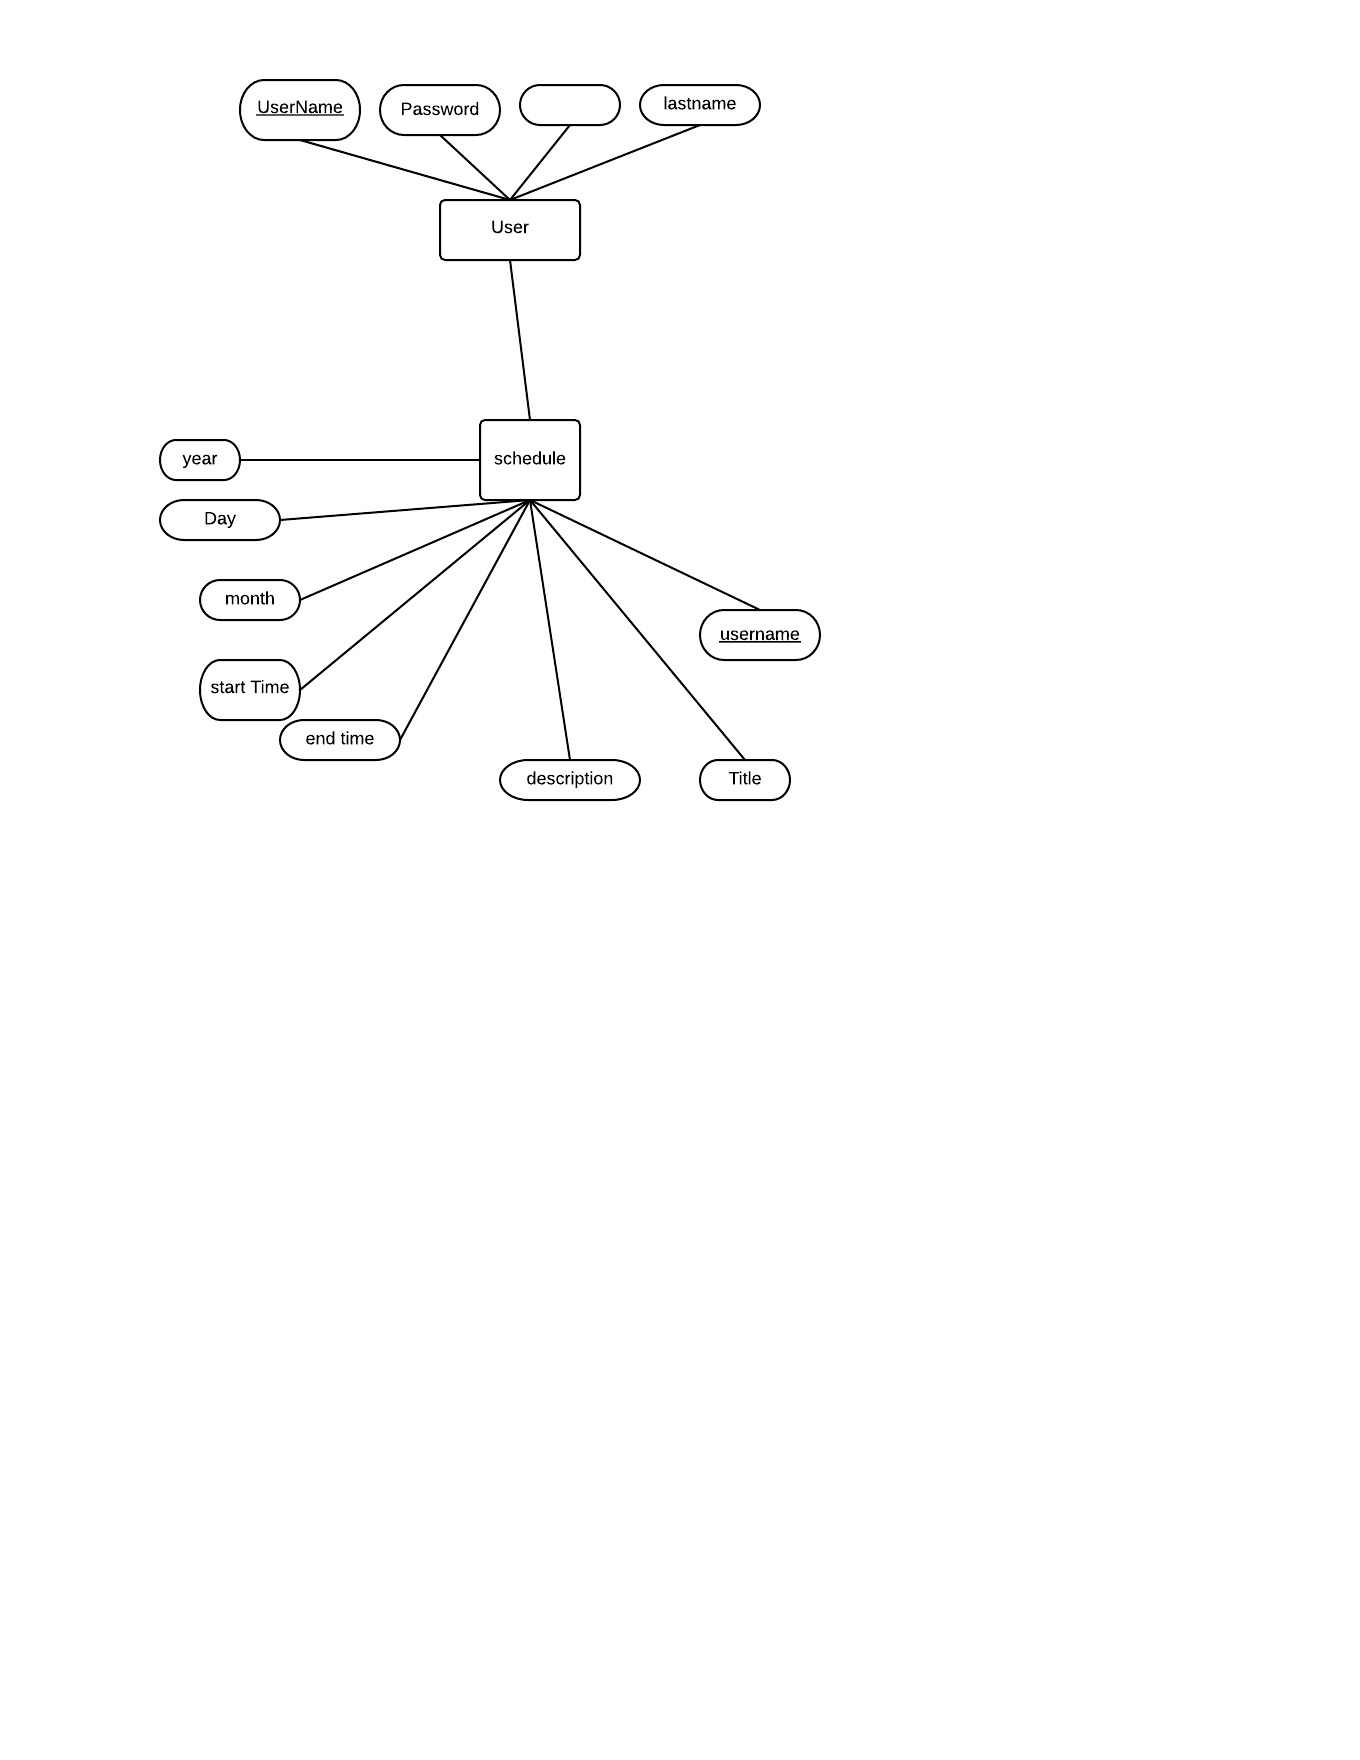 UserName
Password
lastname
User
schedule
year
Day
month
username
start Time
end time
description
Title